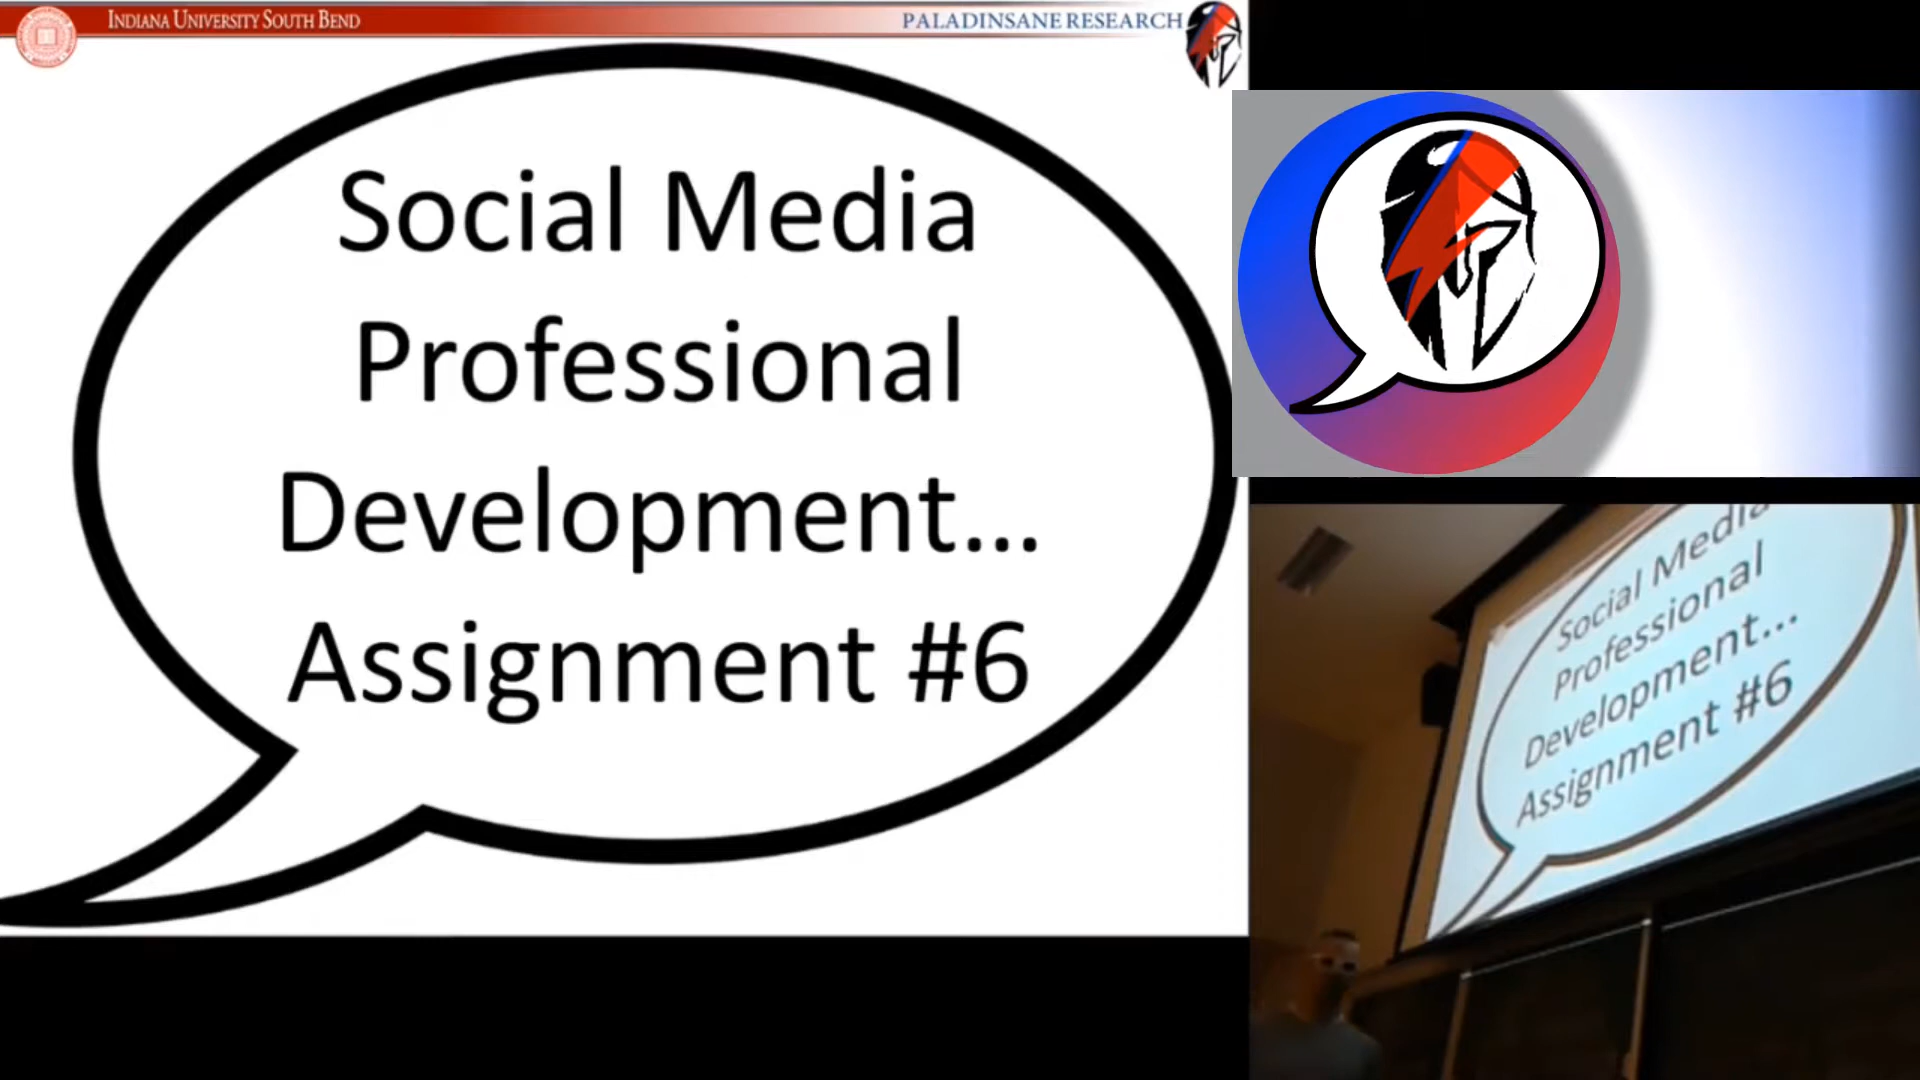 INDIANA UNIVERSITY SOUTH BEND
PALADINSANE RESEARCH
Social Media
Professional
Development...
Assignment #6
Social Media
Professional
Development...
Assignment #6